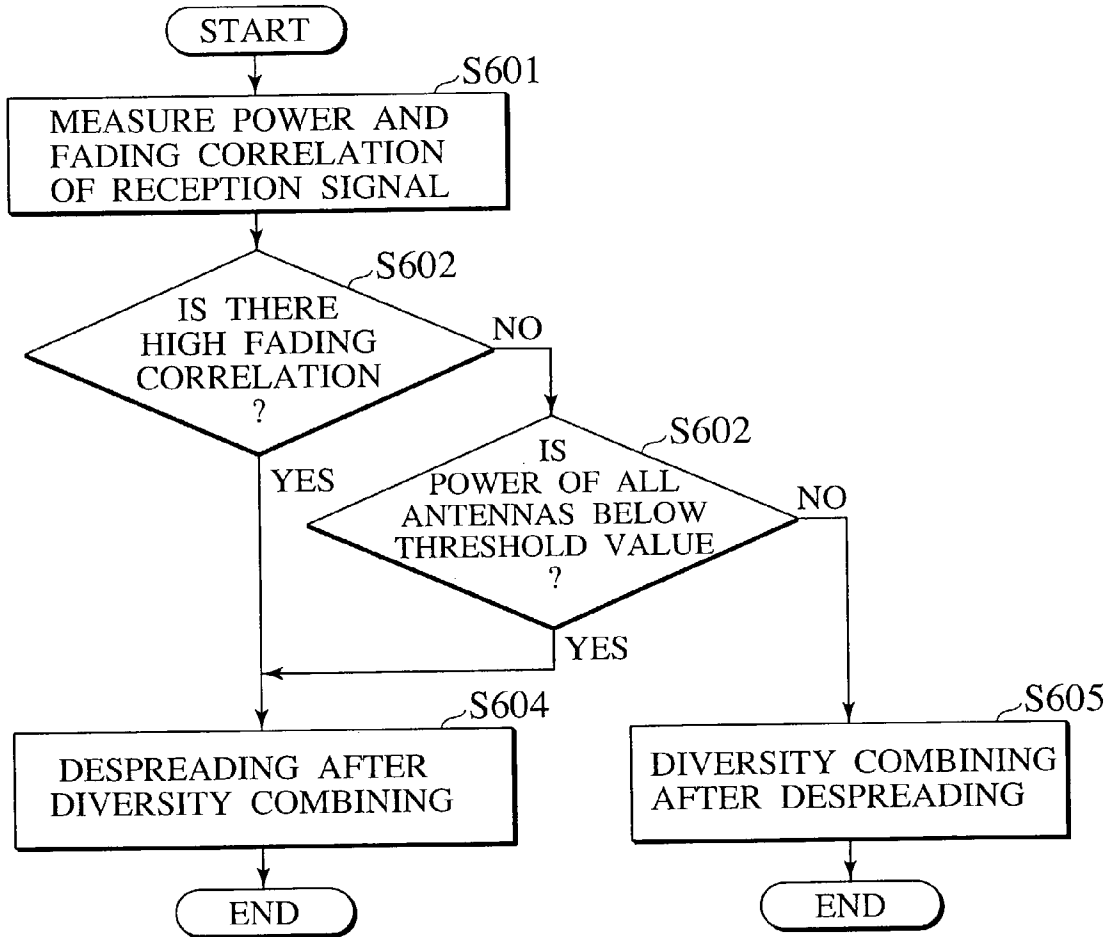 START
S601
MEASURE POWER AND
FADING CORRELATION
OF RECEPTION SIGNAL
S602
IS THERE
HIGH FADING
CORRELATION
?
NO
YES
S602
IS
POWER OF ALL
ANTENNAS BELOW
THRESHOLD VALUE
?
NO
YES
S604
DESPREADING AFTER
DIVERSITY COMBINING
S605
DIVERSITY COMBINING
AFTER DESPREADING
END
END